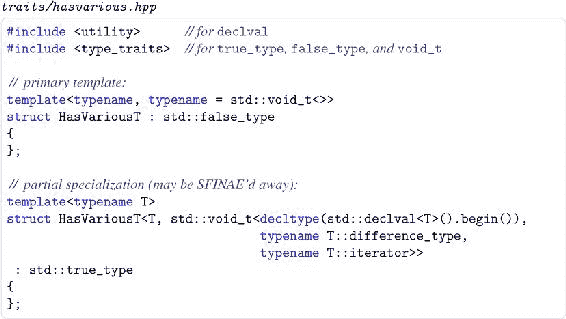 traits/hasvarious.hpp
#include <utility> // for declval
#include <type_traits> // for true_type, false_type, and void_t
// primary template:
template<typename, typename = std::void_t<>>
struct HasVariousT : std::false_type
{
};
// partial specialization (may be SFINAE'd away):
template<typename T>
struct HasVariousT<T, std::void_t<decltype(std::declval<T>().begin()),
typename T::difference_type,
typename T::iterator>>
: std::true_type
{
};